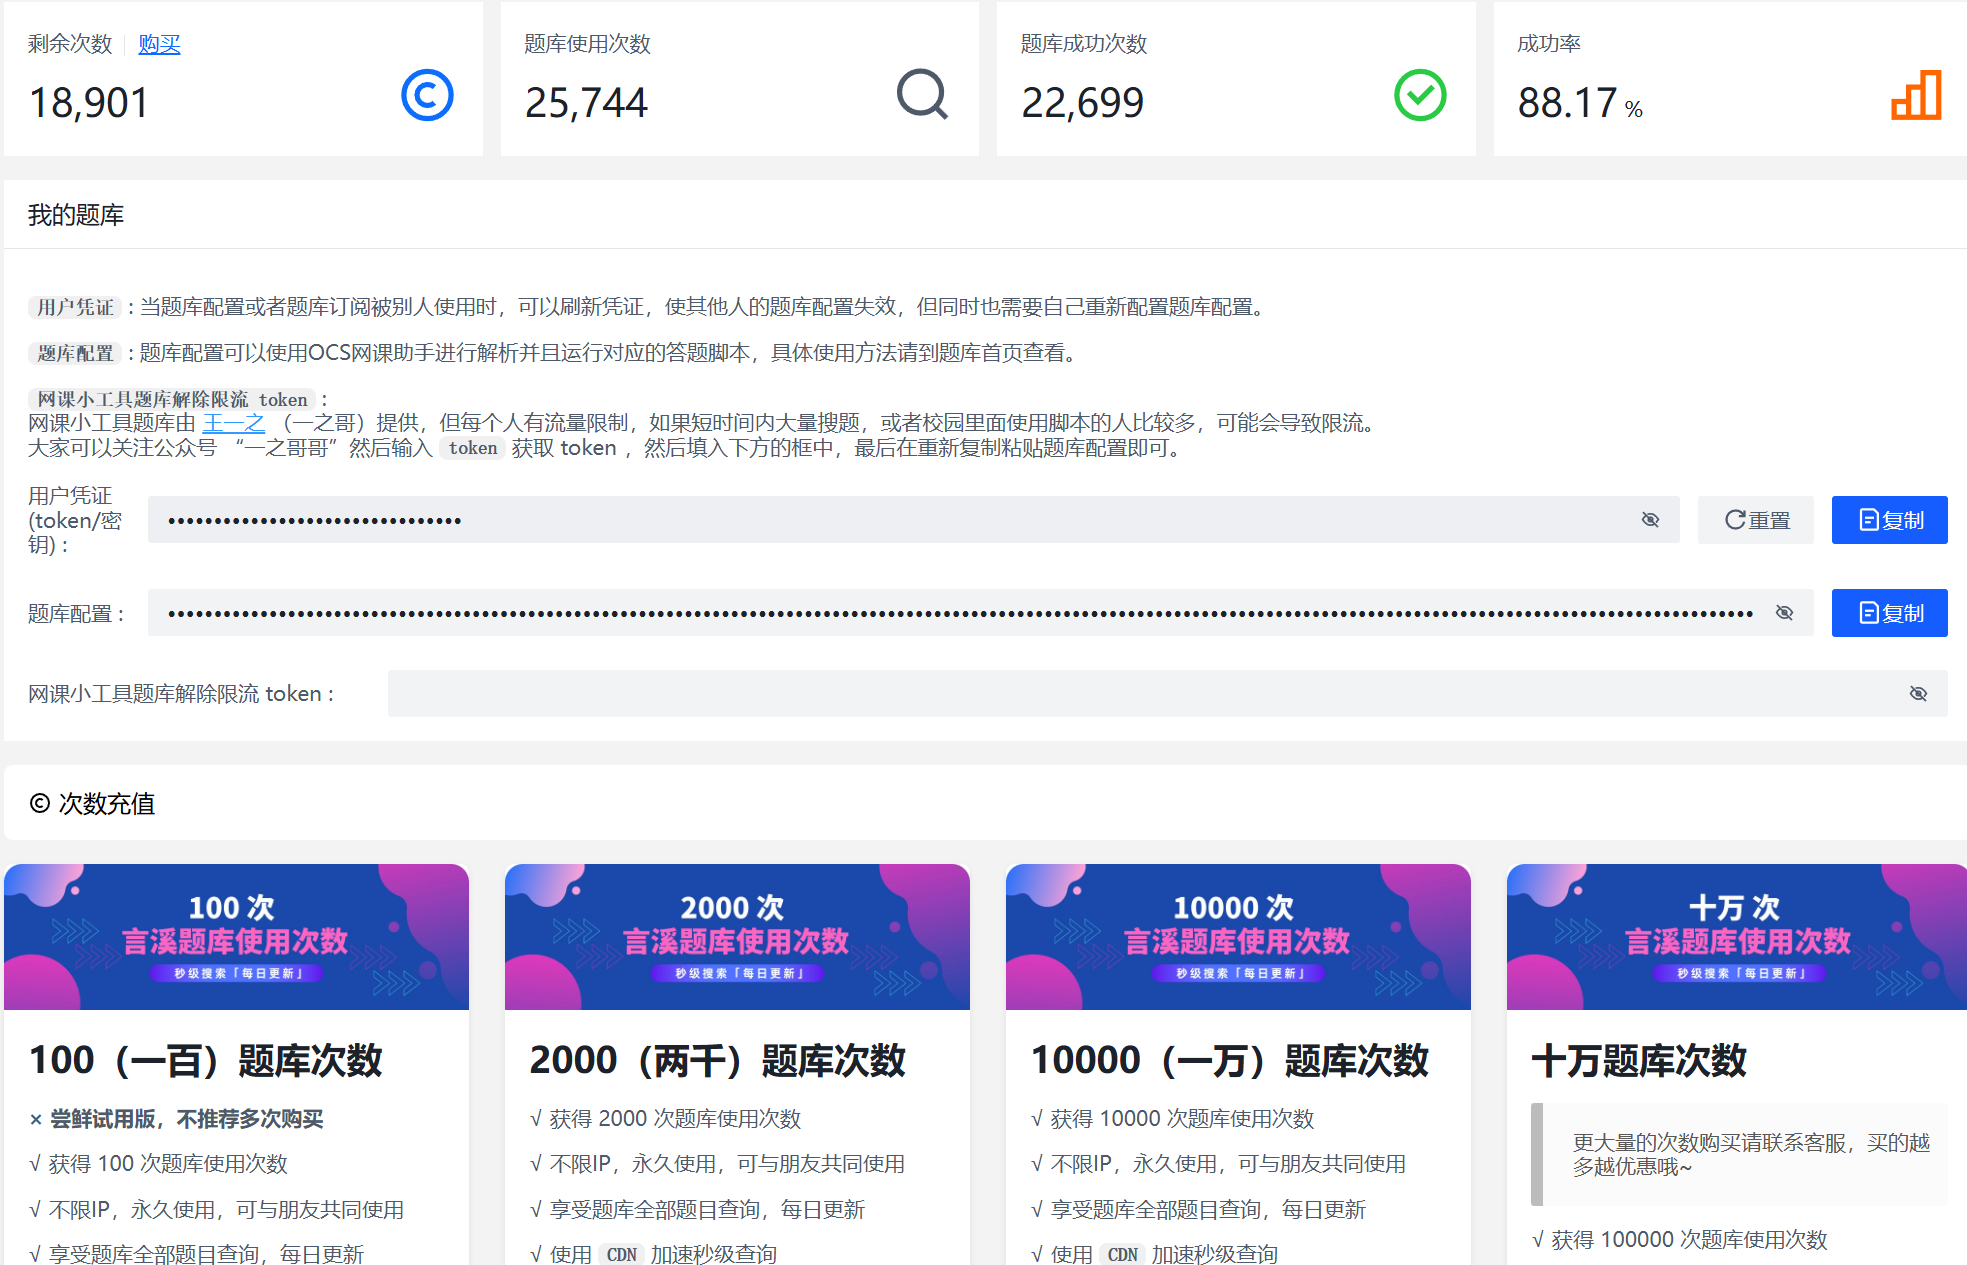 剩余次数 购买
18,901
题库使用次数
25,744
题库成功次数
22,699
成功率
88.17 %
我的题库
用户凭证 : 当题库配置或者题库订阅被别人使用时，可以刷新凭证，使其他人的题库配置失效，但同时也需要自己重新配置题库配置。
题库配置 : 题库配置可以使用OCS网课助手进行解析并且运行对应的答题脚本，具体使用方法请到题库首页查看。
网课小工具题库解除限流 token :
网课小工具题库由 王一之 （一之哥）提供，但每个人有流量限制，如果短时间内大量搜题，或者校园里面使用脚本的人比较多，可能会导致限流。
大家可以关注公众号 “一之哥哥” 然后输入 token 获取 token ，然后填入下方的框中，最后在重新复制粘贴题库配置即可。
用户凭证
(token/密
钥) :
重置
复制
题库配置 :
复制
网课小工具题库解除限流 token :
次数充值
100 次
言溪题库使用次数
秒级搜索「每日更新」
100（一百）题库次数
× 尝鲜试用版，不推荐多次购买
√ 获得 100 次题库使用次数
√ 不限IP，永久使用，可与朋友共同使用
√ 享受题库全部题目查询，每日更新
2000 次
言溪题库使用次数
秒级搜索「每日更新」
2000（两千）题库次数
√ 获得 2000 次题库使用次数
√ 不限IP，永久使用，可与朋友共同使用
√ 享受题库全部题目查询，每日更新
√ 使用 CDN 加速秒级查询
10000 次
言溪题库使用次数
秒级搜索「每日更新」
10000（一万）题库次数
√ 获得 10000 次题库使用次数
√ 不限IP，永久使用，可与朋友共同使用
√ 享受题库全部题目查询，每日更新
√ 使用 CDN 加速秒级查询
十万 次
言溪题库使用次数
秒级搜索「每日更新」
十万题库次数
更大量的次数购买请联系客服，买的越
多越优惠哦~
√ 获得 100000 次题库使用次数